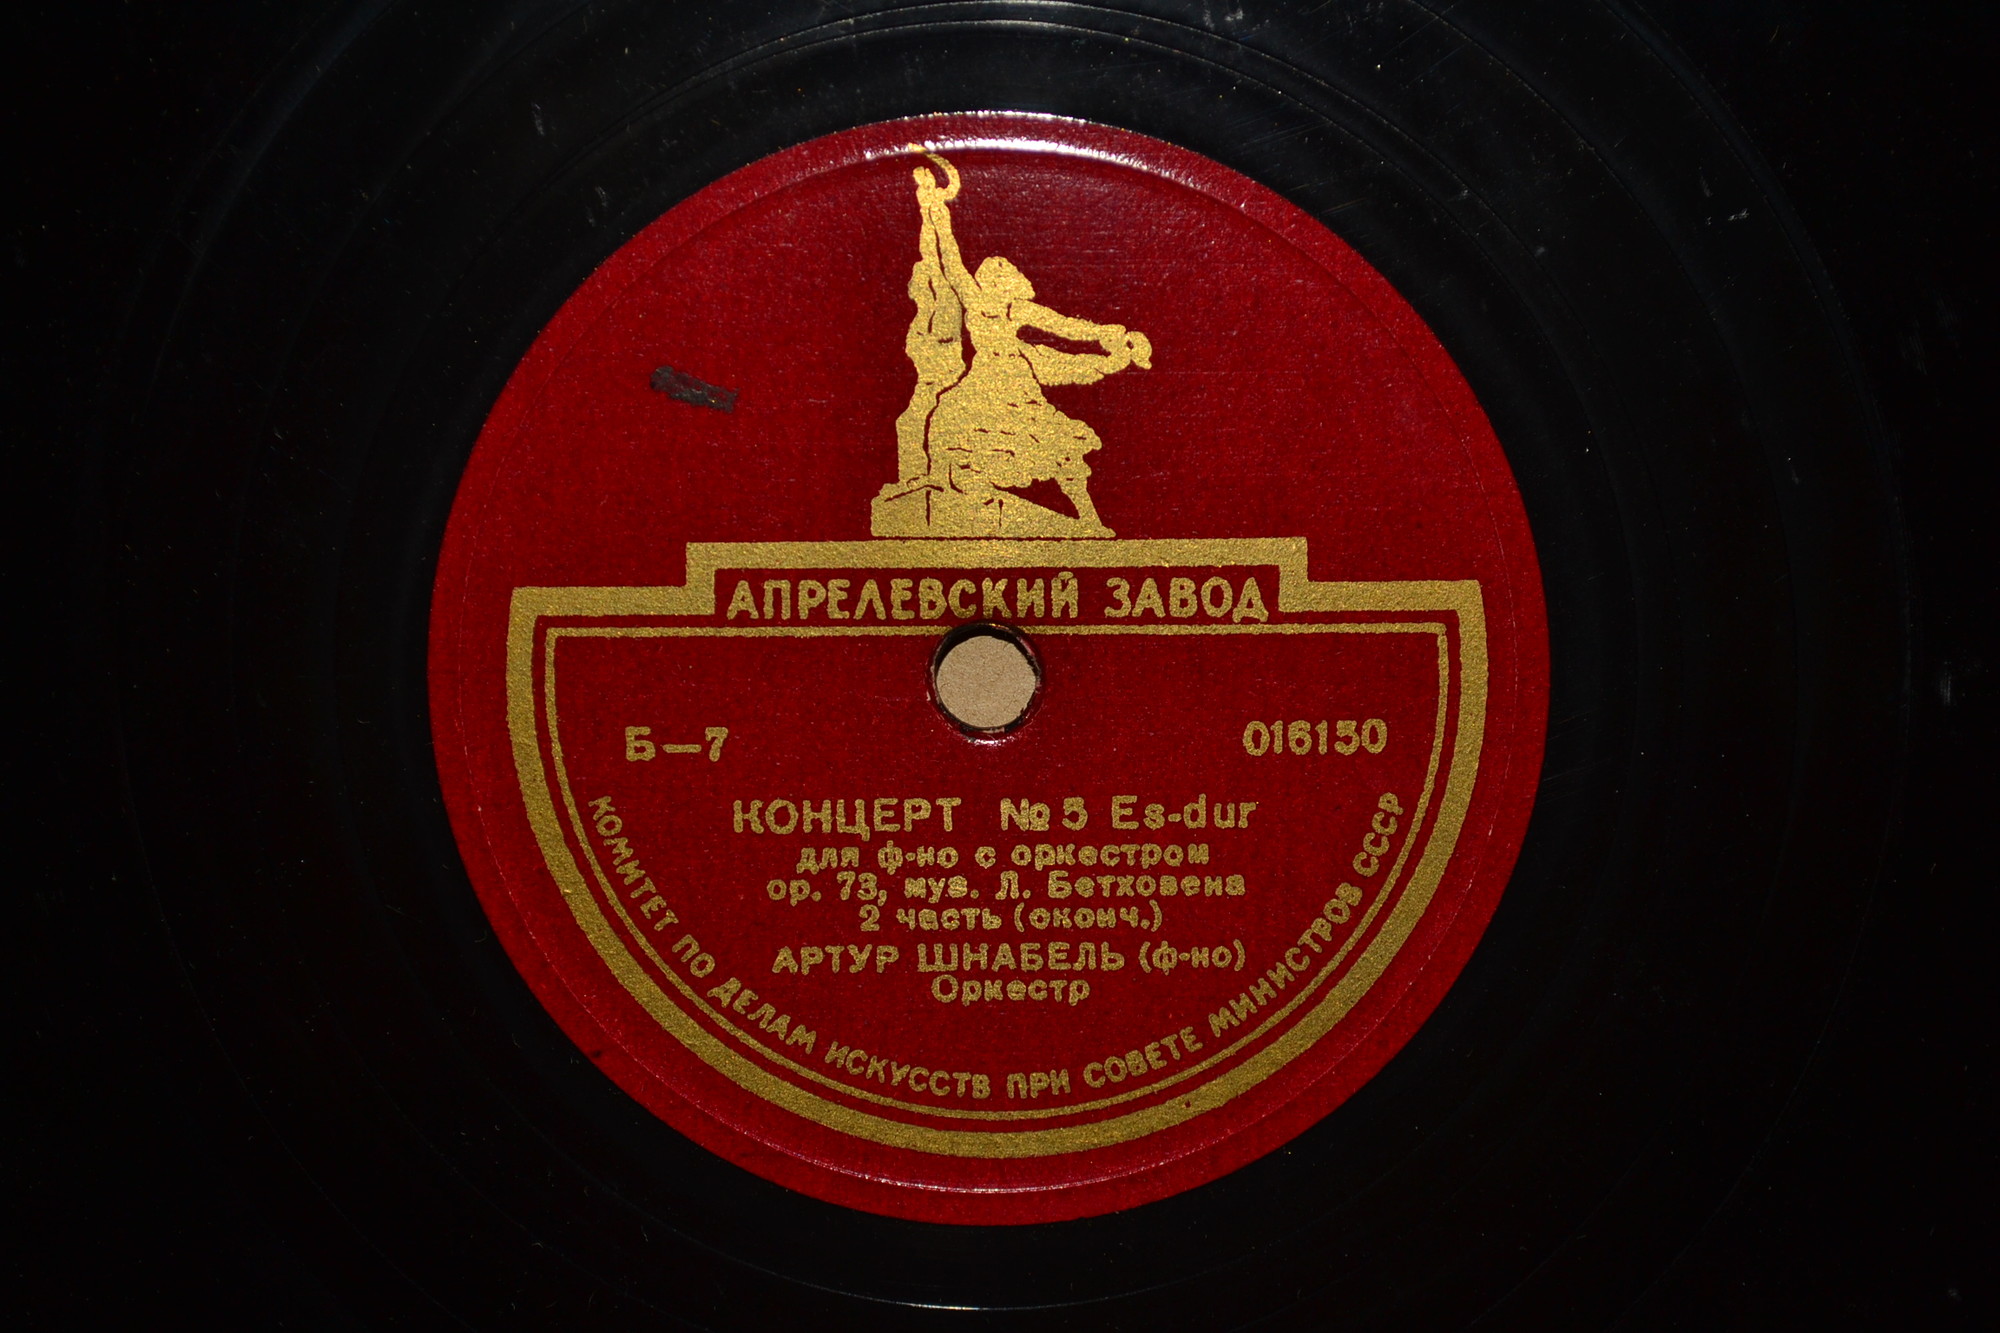 АПРЕЛЕВСКИЙ ЗАВОД
Б—7 016150
КОНЦЕРТ № 5 Es-dur
для ф-но с оркестром
ор. 73, муз. Л. Бетховена
2 часть (оконч.)
АРТУР ШНАБЕЛЬ (ф-но)
Оркестр
КОМИТЕТ ПО ДЕЛАМ ИСКУССТВ ПРИ СОВЕТЕ МИНИСТРОВ СССР